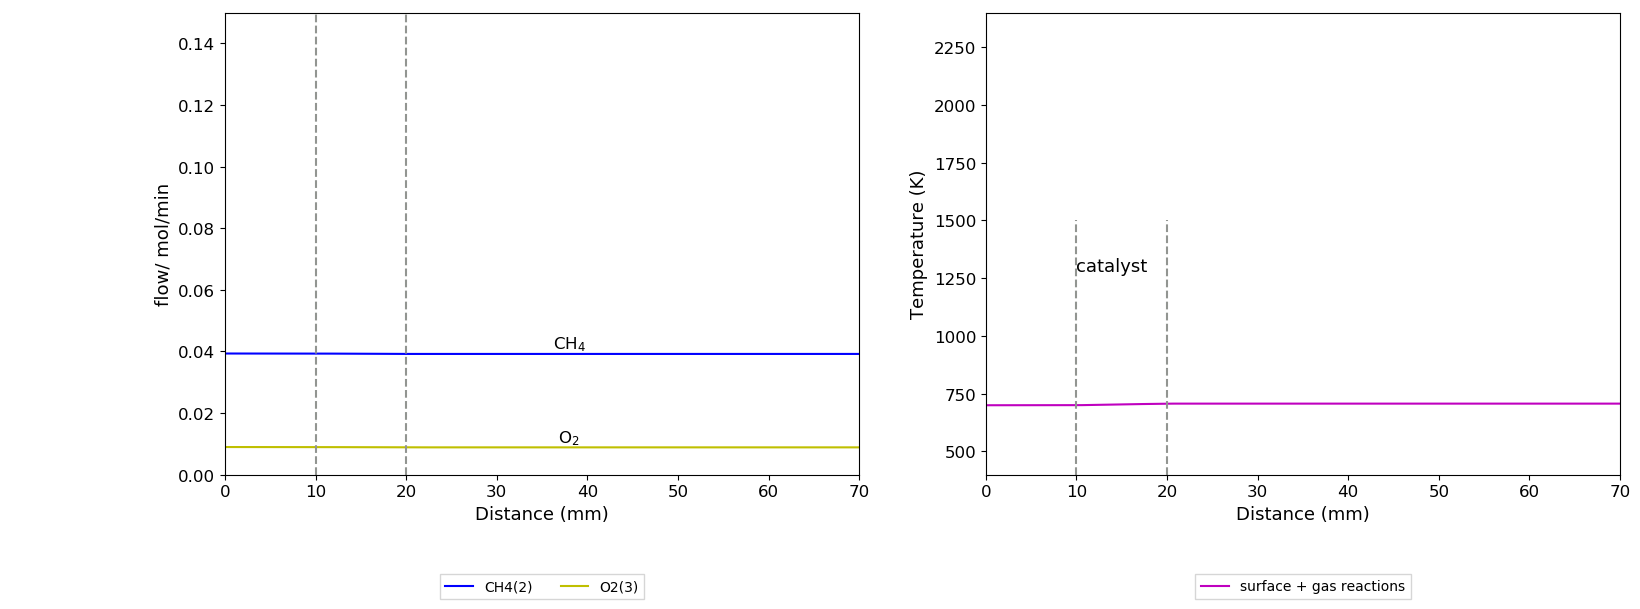 0.14
0.12
0.10
0.08
0.06
0.04
0.02
0.00
flow/ mol/min
CH₄
O₂
0 10 20 30 40 50 60 70
Distance (mm)
CH4(2) O2(3)
2250
2000
1750
1500
1250
1000
750
500
Temperature (K)
catalyst
0 10 20 30 40 50 60 70
Distance (mm)
surface + gas reactions